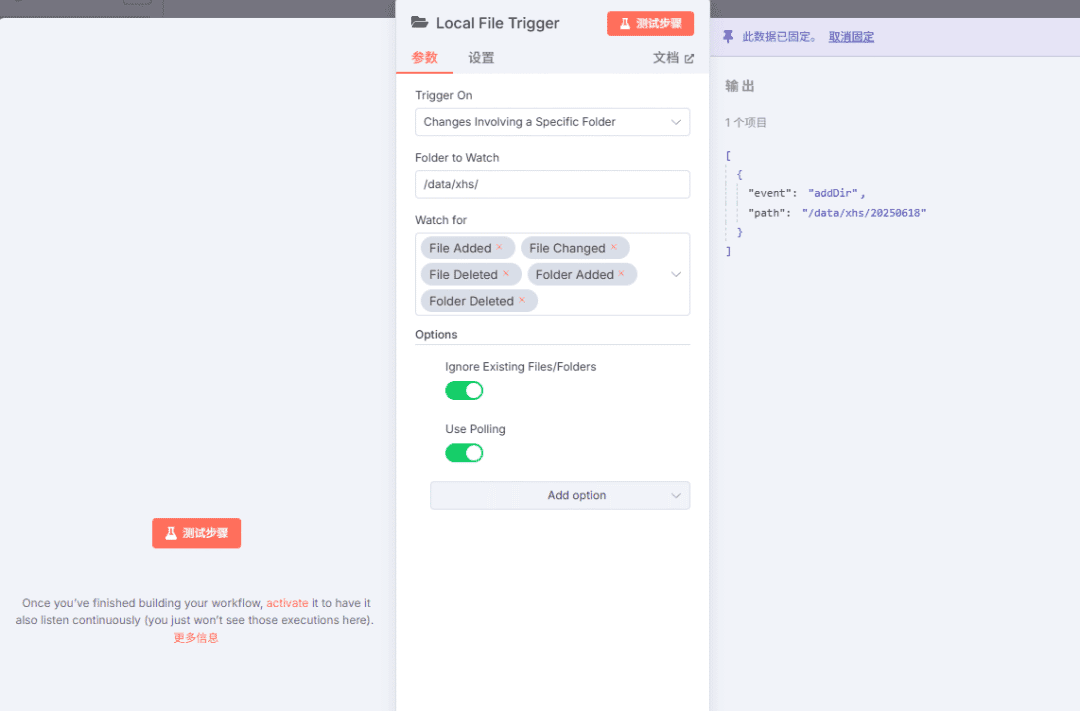 Local File Trigger
测试步骤
参数
设置
文档
Trigger On
Changes Involving a Specific Folder
Folder to Watch
/data/xhs/
Watch for
File Added ×
File Changed ×
File Deleted ×
Folder Added ×
Folder Deleted ×
Options
Ignore Existing Files/Folders
Use Polling
Add option
测试步骤
Once you've finished building your workflow, activate it to have it
also listen continuously (you just won't see those executions here).
更多信息
此数据已固定。 取消固定
输出
1 个项目
[
{
"event": "addDir",
"path": "/data/xhs/20250618"
}
]